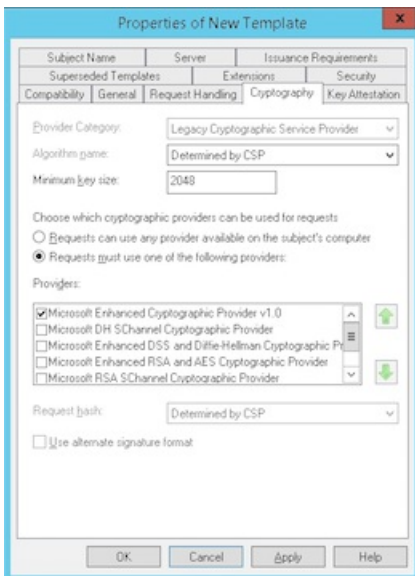 Properties of New Template
x
Subject Name Server Issuance Requirements
Superseded Templates Extensions Security
Compatibility General Request Handling Cryptography Key Attestation
Provider Category: Legacy Cryptographic Service Provider
Algorithm name: Determined by CSP
Minimum key size: 2048
Choose which cryptographic providers can be used for requests
Requests can use any provider available on the subject's computer
Requests must use one of the following providers:
Providers:
Microsoft Enhanced Cryptographic Provider v1.0
Microsoft DH SChannel Cryptographic Provider
Microsoft Enhanced DSS and Diffie-Hellman Cryptographic Pr
Microsoft Enhanced RSA and AES Cryptographic Provider
Microsoft RSA SChannel Cryptographic Provider
Request hash: Determined by CSP
Use alternate signature format
OK Cancel Apply Help